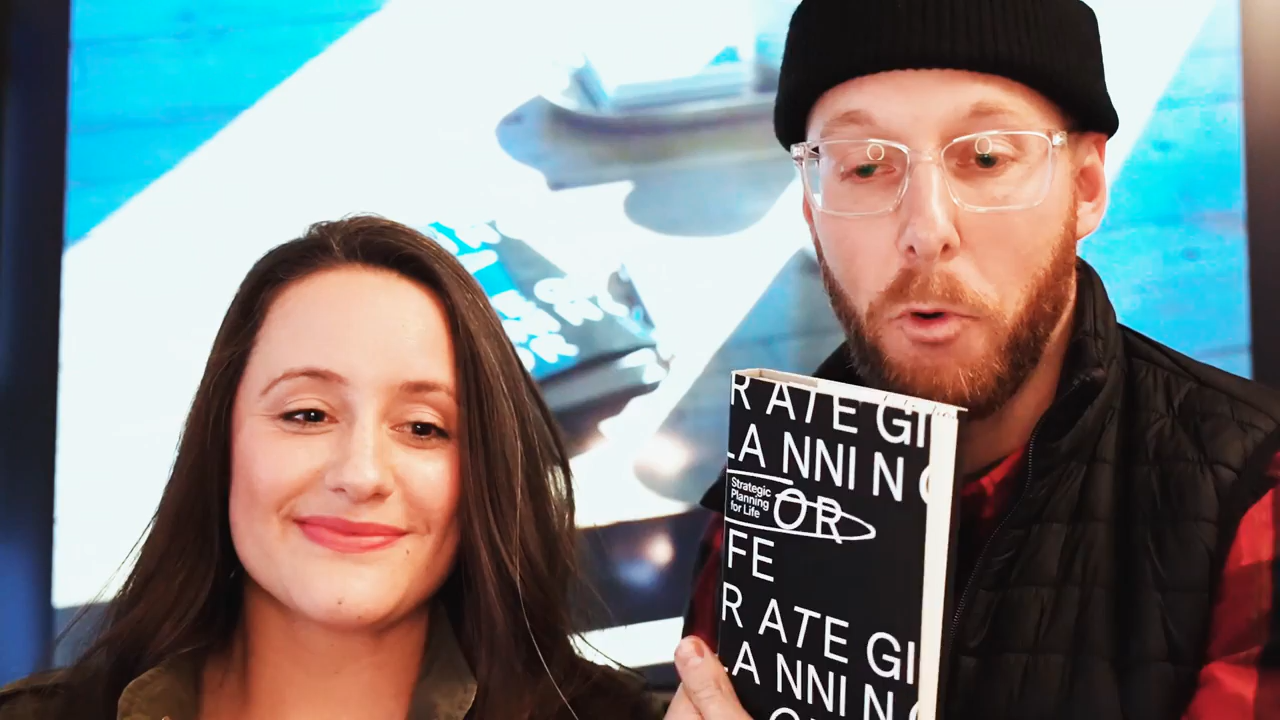 R ATE GI
LA NNI N G
Strategic
Planning
for Life
OR
FE
R ATE GI
LA NNI N G